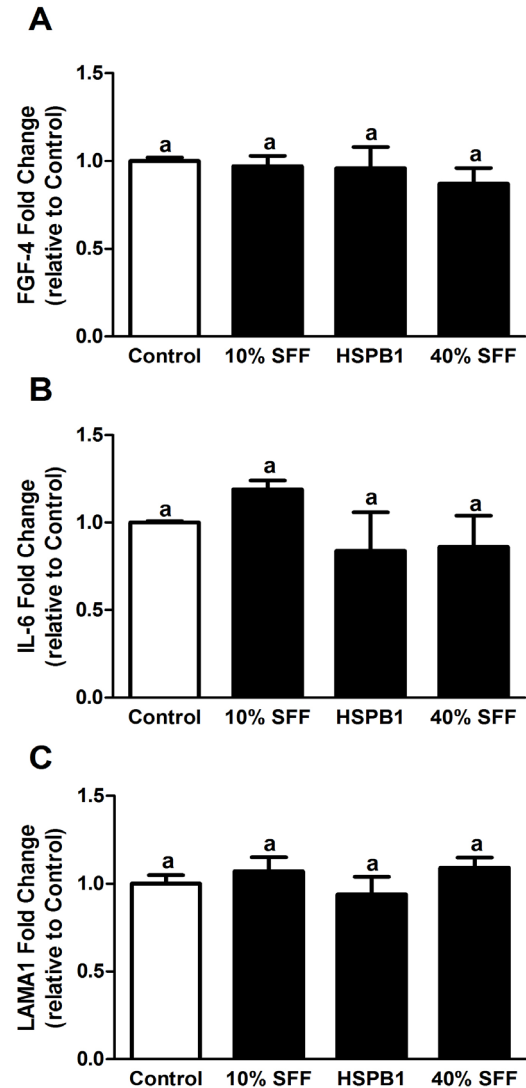 A
FGF-4 Fold Change
(relative to Control)
1.5
1.0
0.5
0.0
a a a a
Control 10% SFF HSPB1 40% SFF
B
IL-6 Fold Change
(relative to Control)
1.5
1.0
0.5
0.0
a a a a
Control 10% SFF HSPB1 40% SFF
C
LAMA1 Fold Change
(relative to Control)
1.5
1.0
0.5
0.0
a a a a
Control 10% SFF HSPB1 40% SFF